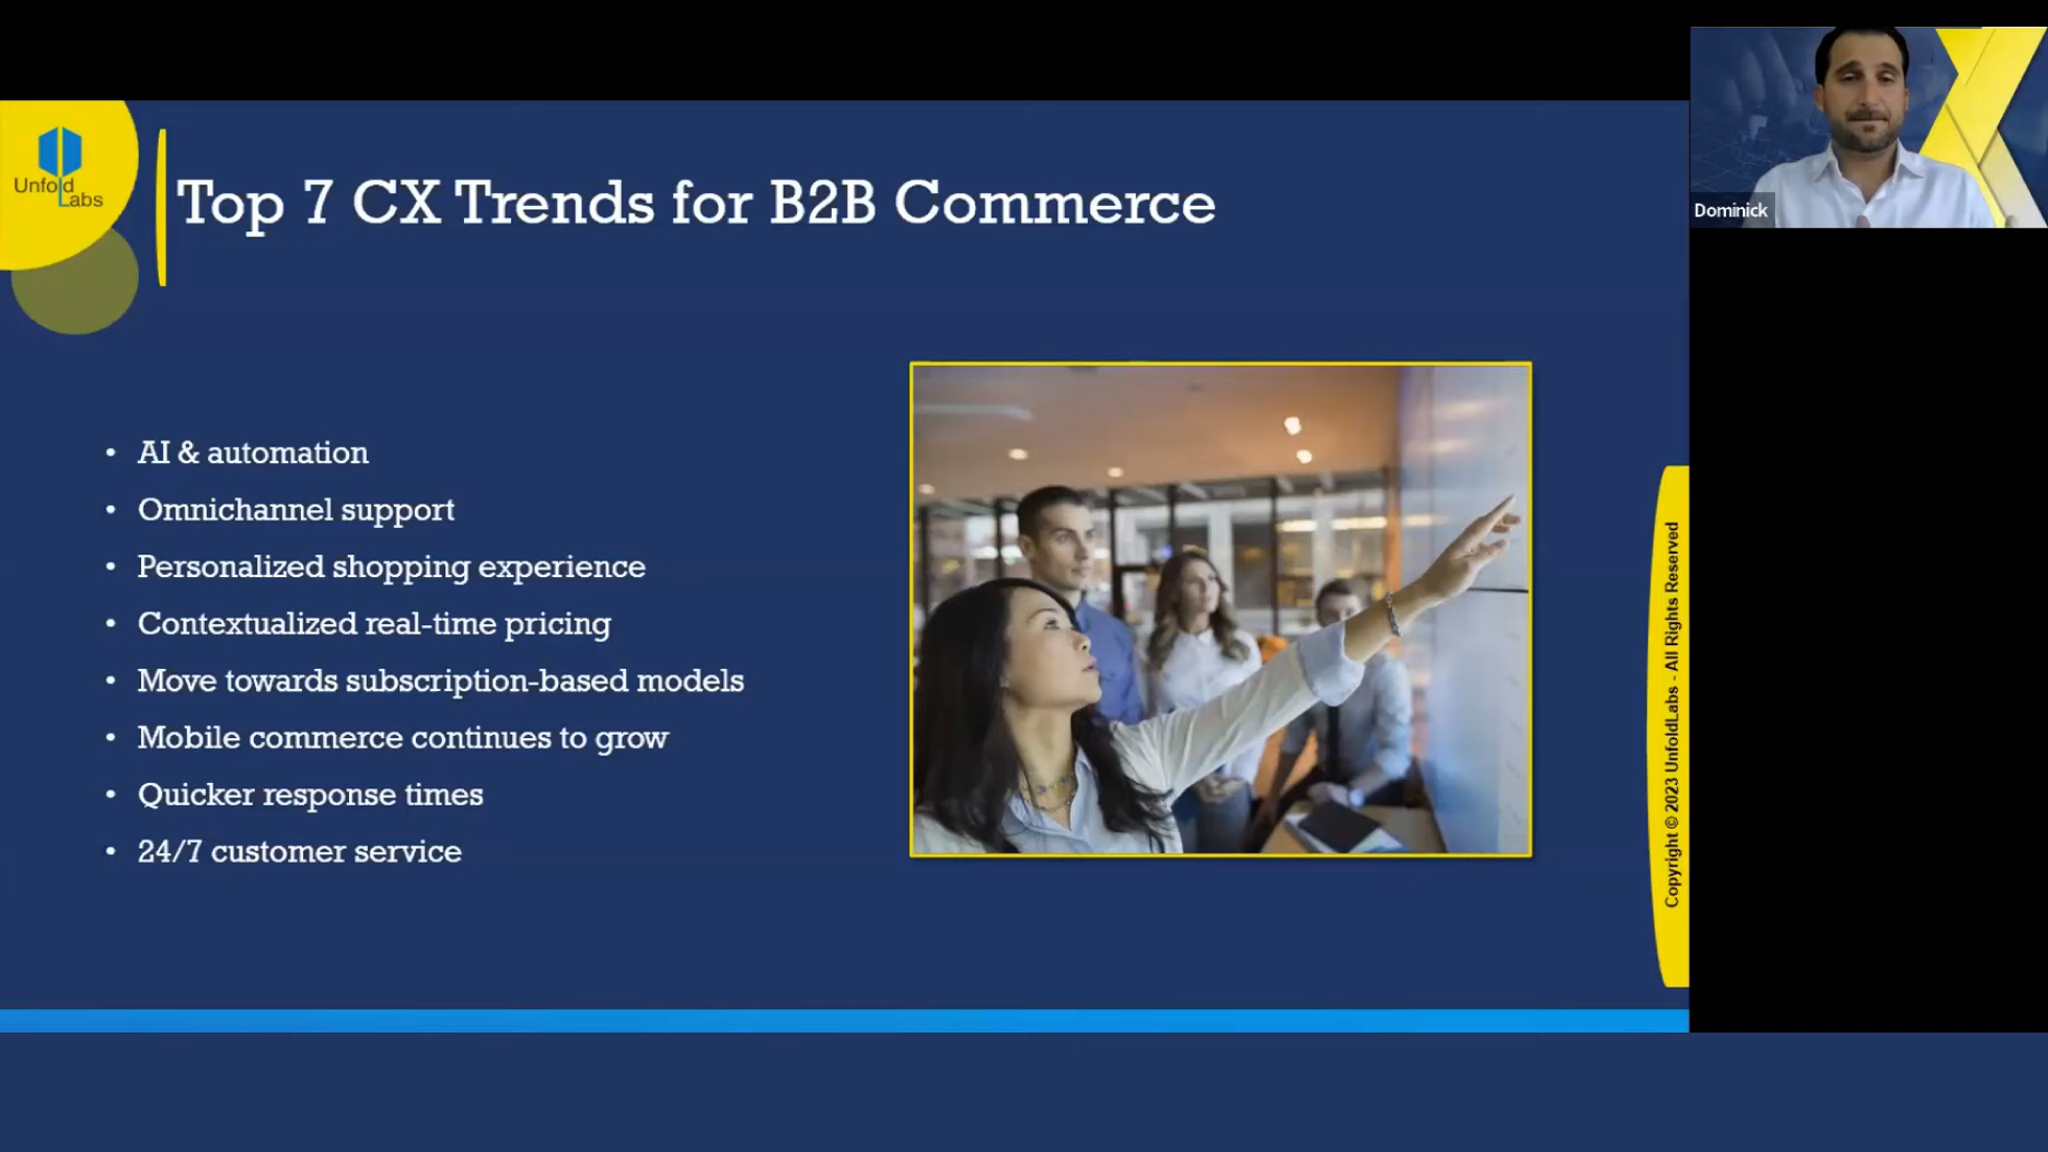 Unfold
Labs
Top 7 CX Trends for B2B Commerce
• AI & automation
• Omnichannel support
• Personalized shopping experience
• Contextualized real-time pricing
• Move towards subscription-based models
• Mobile commerce continues to grow
• Quicker response times
• 24/7 customer service
Copyright © 2023 UnfoldLabs - All Rights Reserved
Dominick